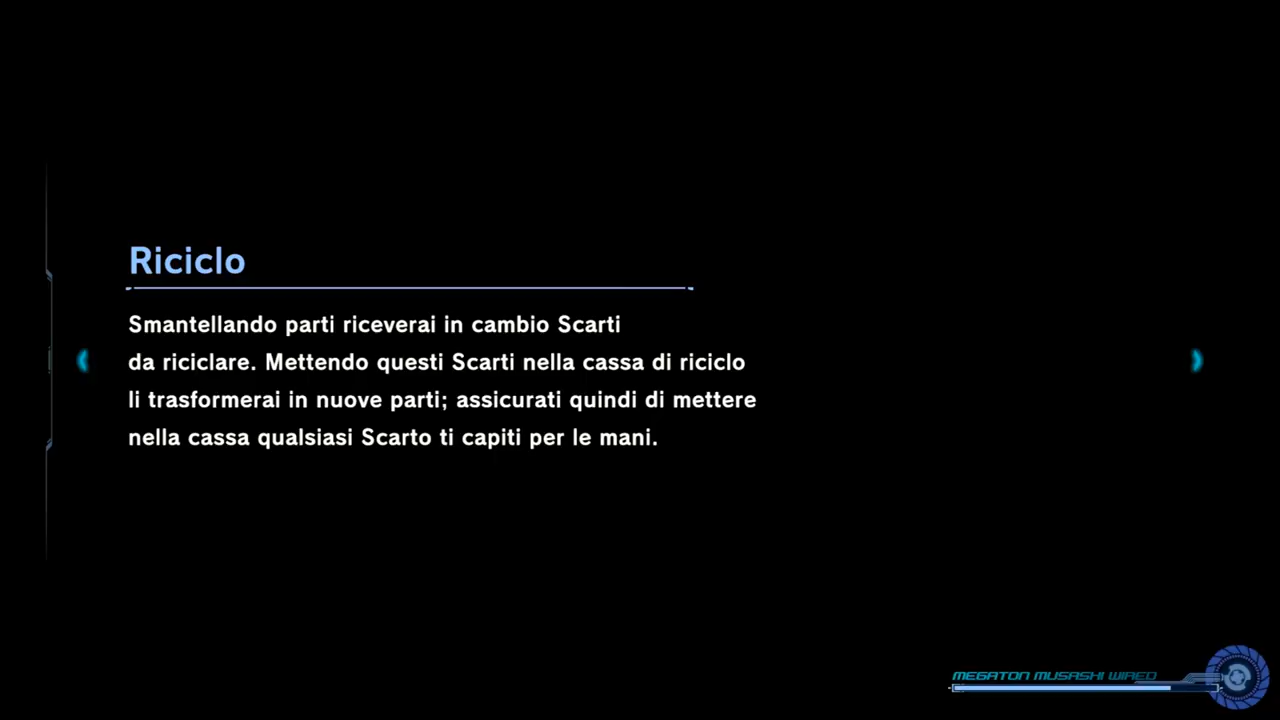 Riciclo
Smantellando parti riceverai in cambio Scarti
da riciclare. Mettendo questi Scarti nella cassa di riciclo
li trasformerai in nuove parti; assicurati quindi di mettere
nella cassa qualsiasi Scarto ti capiti per le mani.
MEGATON MUSASHI WIRED